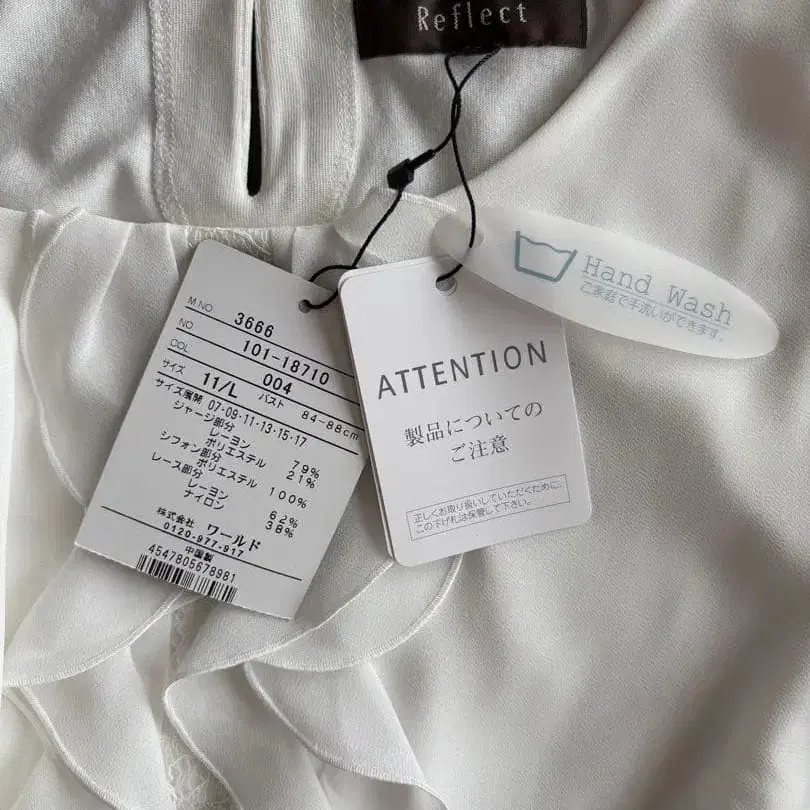 Reflect
Hand Wash
ご家庭で手洗いができます。
M.NO 3666
NO. 101-18710
COL 004
サイズ 11/L バスト 84-88cm
サイズ展開 07・09・11・13・15・17
ジャージ部分
レーヨン 79%
ポリエステル 21%
シフォン部分
ポリエステル 100%
レース部分
レーヨン 62%
ナイロン 38%
株式会社 ワールド
0120-977-917
中国製
4547805678981
ATTENTION
製品についての
ご注意
正しくお取り扱いしていただくために、
この下げ札は保管して下さい。